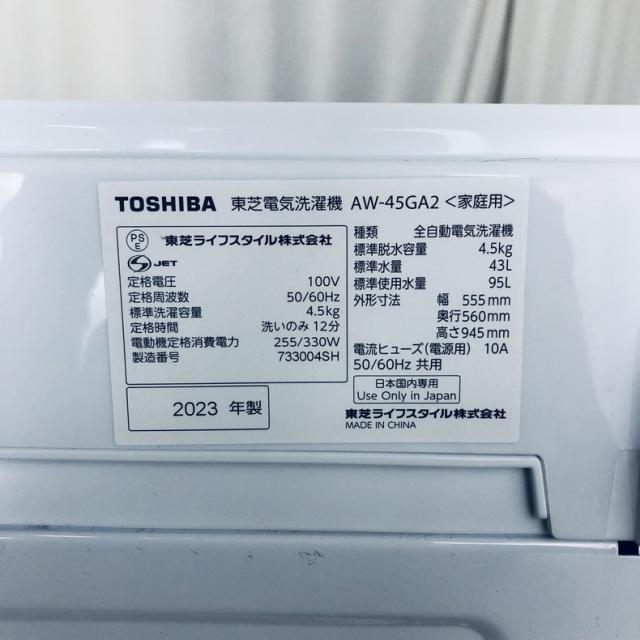 TOSHIBA 東芝電気洗濯機 AW-45GA2 <家庭用>
PS
E
東芝ライフスタイル株式会社
S JET
定格電圧 100V
定格周波数 50/60Hz
標準洗濯容量 4.5kg
定格時間 洗いのみ 12分
電動機定格消費電力 255/330W
製造番号 733004SH
2023 年製
種類 全自動電気洗濯機
標準脱水容量 4.5kg
標準水量 43L
標準使用水量 95L
外形寸法 幅 555mm
奥行560mm
高さ945mm
電流ヒューズ(電源用) 10A
50/60Hz 共用
日本国内専用
Use Only in Japan
東芝ライフスタイル株式会社
MADE IN CHINA